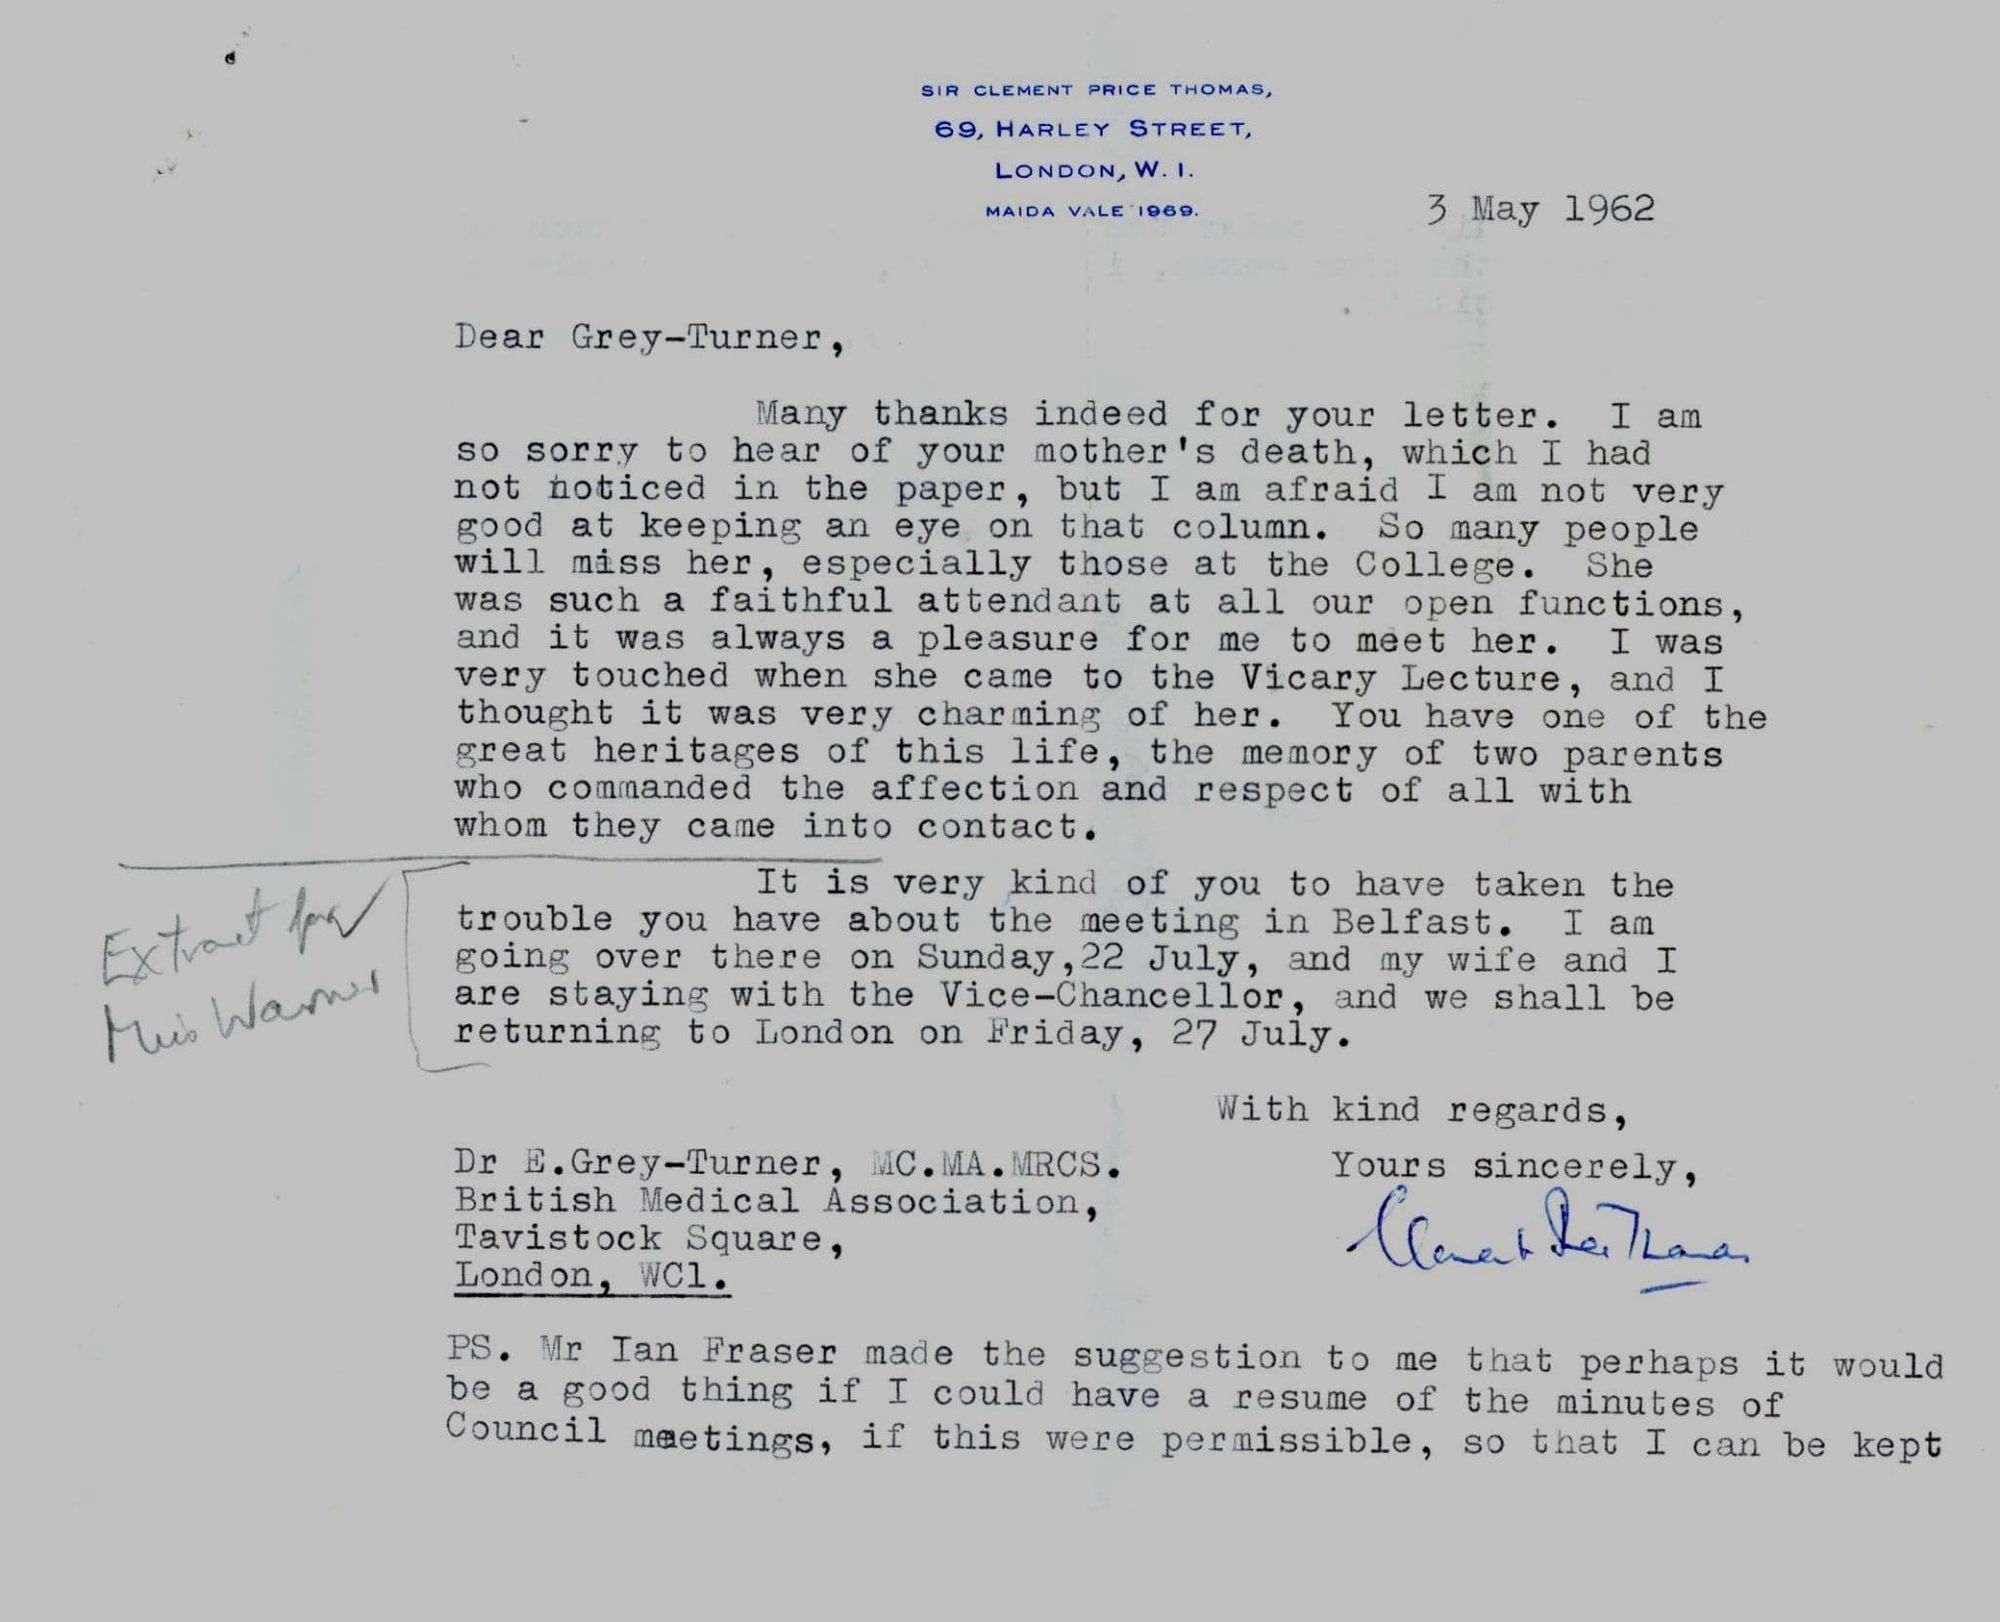 SIR CLEMENT PRICE THOMAS,
69, HARLEY STREET,
LONDON, W. 1.
MAIDA VALE 1969.
3 May 1962
Dear Grey-Turner,
Many thanks indeed for your letter. I am
so sorry to hear of your mother's death, which I had
not noticed in the paper, but I am afraid I am not very
good at keeping an eye on that column. So many people
will miss her, especially those at the College. She
was such a faithful attendant at all our open functions,
and it was always a pleasure for me to meet her. I was
very touched when she came to the Vicary Lecture, and I
thought it was very charming of her. You have one of the
great heritages of this life, the memory of two parents
who commanded the affection and respect of all with
whom they came into contact.
It is very kind of you to have taken the
trouble you have about the meeting in Belfast. I am
going over there on Sunday,22 July, and my wife and I
are staying with the Vice-Chancellor, and we shall be
returning to London on Friday, 27 July.
Extract for
Miss Warner
With kind regards,
Yours sincerely,
Clement Price Thomas
Dr E.Grey-Turner, MC.MA.MRCS.
British Medical Association,
Tavistock Square,
London, WC1.
PS. Mr Ian Fraser made the suggestion to me that perhaps it would
be a good thing if I could have a resume of the minutes of
Council meetings, if this were permissible, so that I can be kept